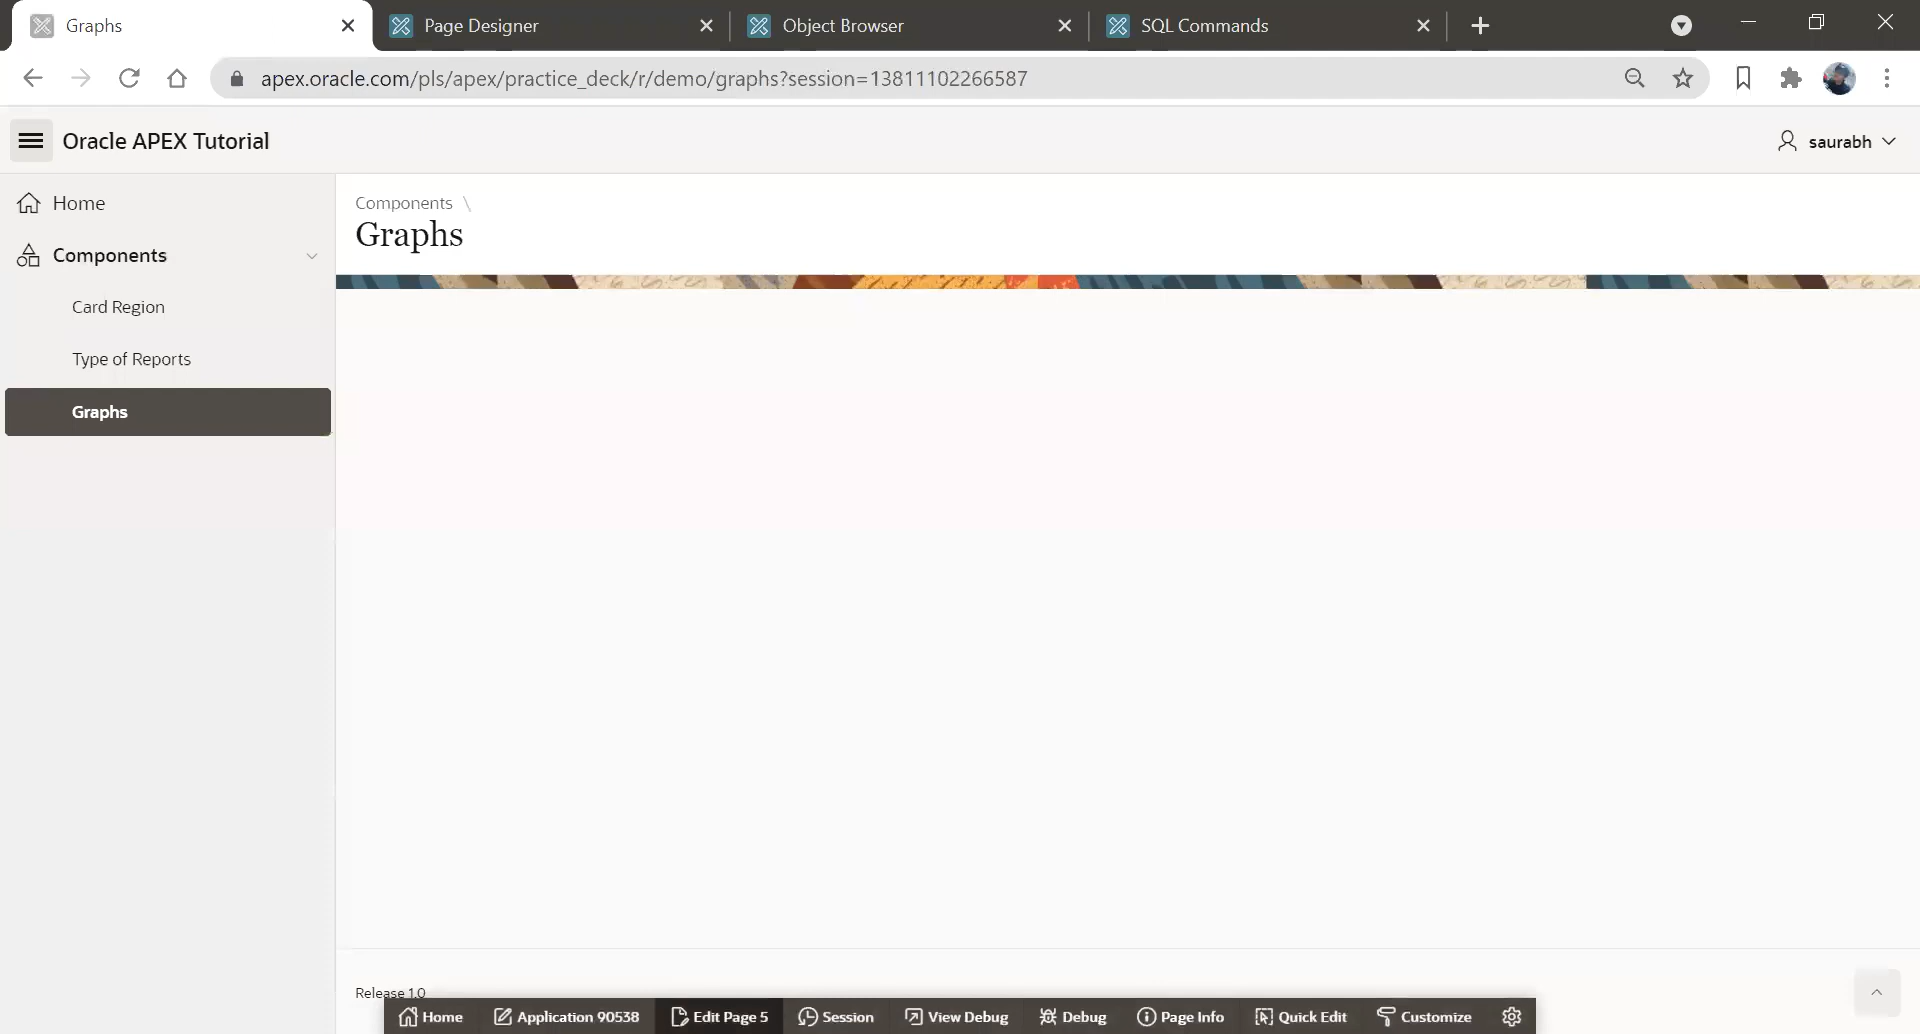 Graphs
Page Designer
Object Browser
SQL Commands
apex.oracle.com/pls/apex/practice_deck/r/demo/graphs?session=13811102266587
Oracle APEX Tutorial
saurabh
Home
Components
Card Region
Type of Reports
Graphs
Components \
Graphs
Release 1.0
Home
Application 90538
Edit Page 5
Session
View Debug
Debug
Page Info
Quick Edit
Customize